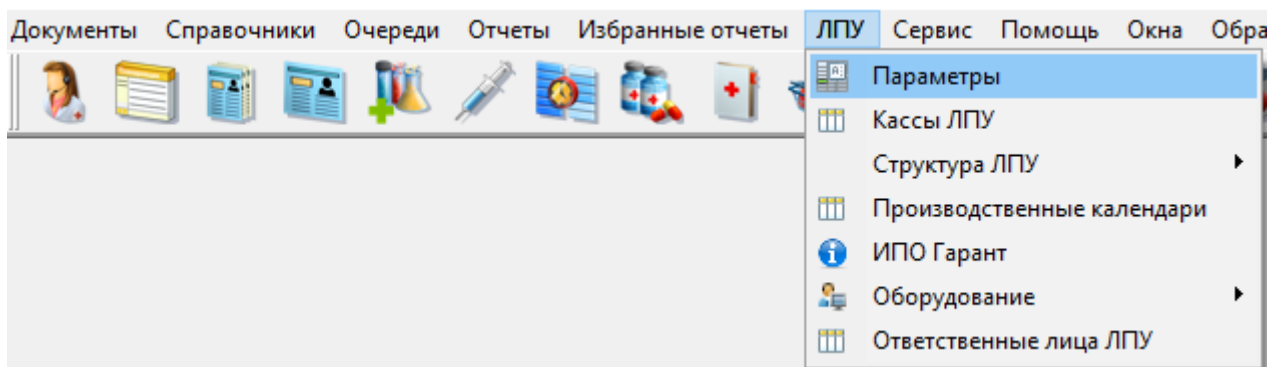 Документы Справочники Очереди Отчеты Избранные отчеты ЛПУ Сервис Помощь Окна Обра
Параметры
Кассы ЛПУ
Структура ЛПУ
Производственные календари
ИПО Гарант
Оборудование
Ответственные лица ЛПУ